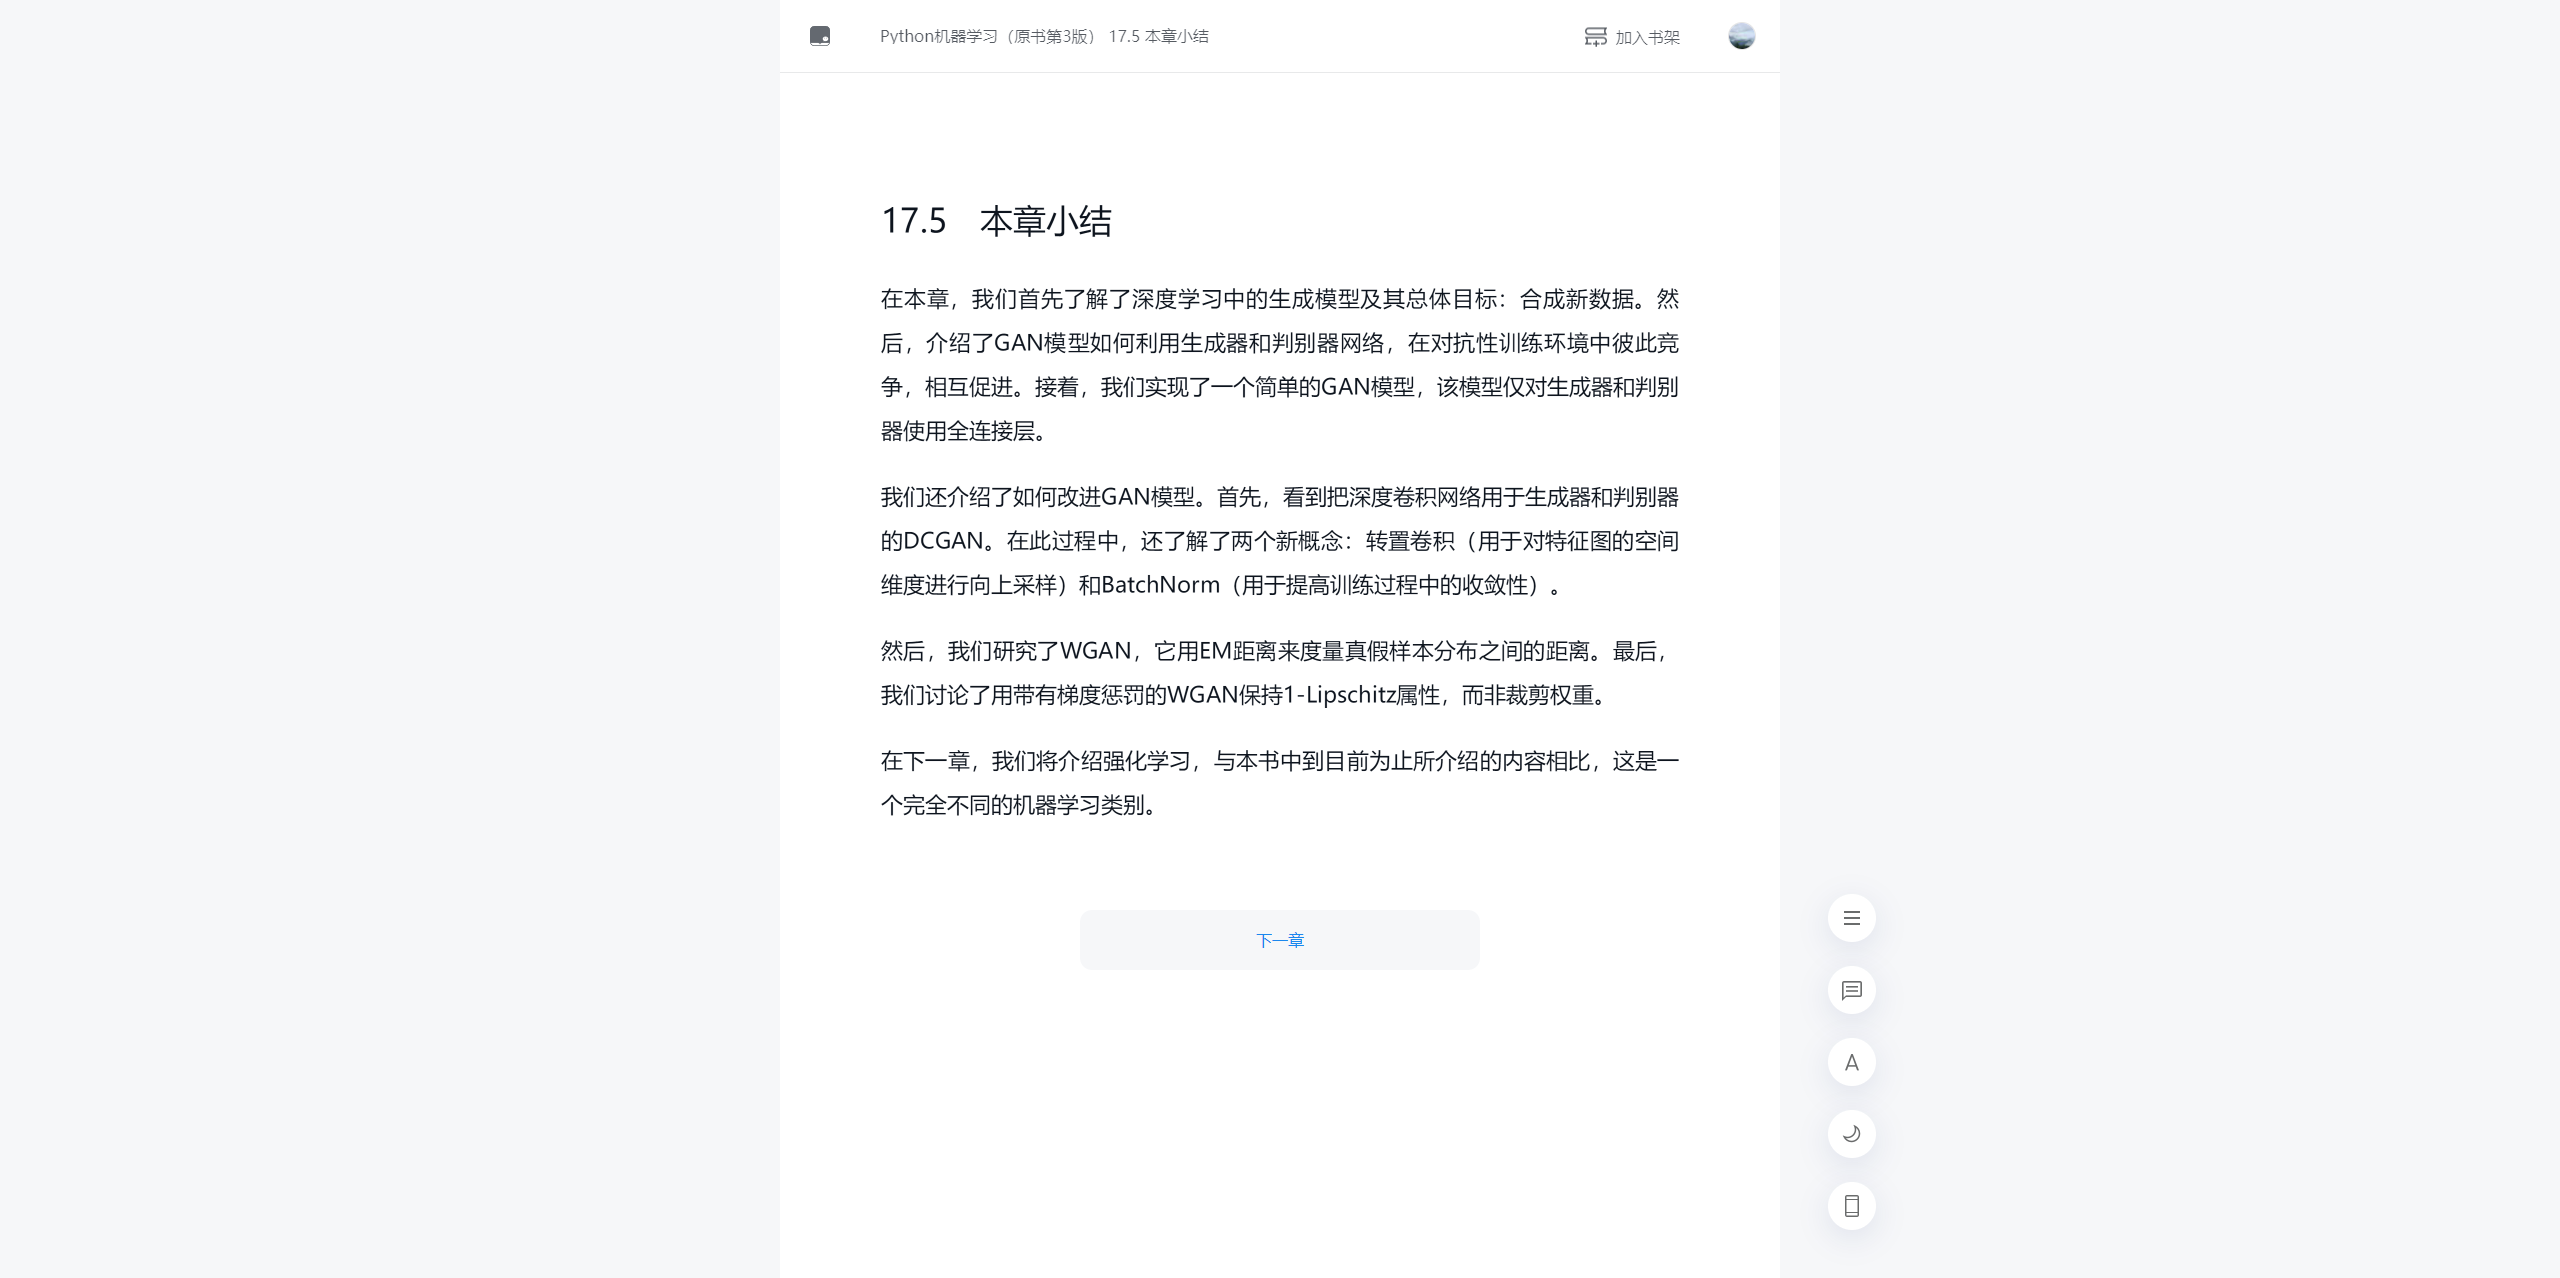 Python机器学习（原书第3版） 17.5 本章小结
加入书架
17.5 本章小结
在本章，我们首先了解了深度学习中的生成模型及其总体目标：合成新数据。然
后，介绍了GAN模型如何利用生成器和判别器网络，在对抗性训练环境中彼此竞
争，相互促进。接着，我们实现了一个简单的GAN模型，该模型仅对生成器和判别
器使用全连接层。
我们还介绍了如何改进GAN模型。首先，看到把深度卷积网络用于生成器和判别器
的DCGAN。在此过程中，还了解了两个新概念：转置卷积（用于对特征图的空间
维度进行向上采样）和BatchNorm（用于提高训练过程中的收敛性）。
然后，我们研究了WGAN，它用EM距离来度量真假样本分布之间的距离。最后，
我们讨论了用带有梯度惩罚的WGAN保持1-Lipschitz属性，而非裁剪权重。
在下一章，我们将介绍强化学习，与本书中到目前为止所介绍的内容相比，这是一
个完全不同的机器学习类别。
下一章
A